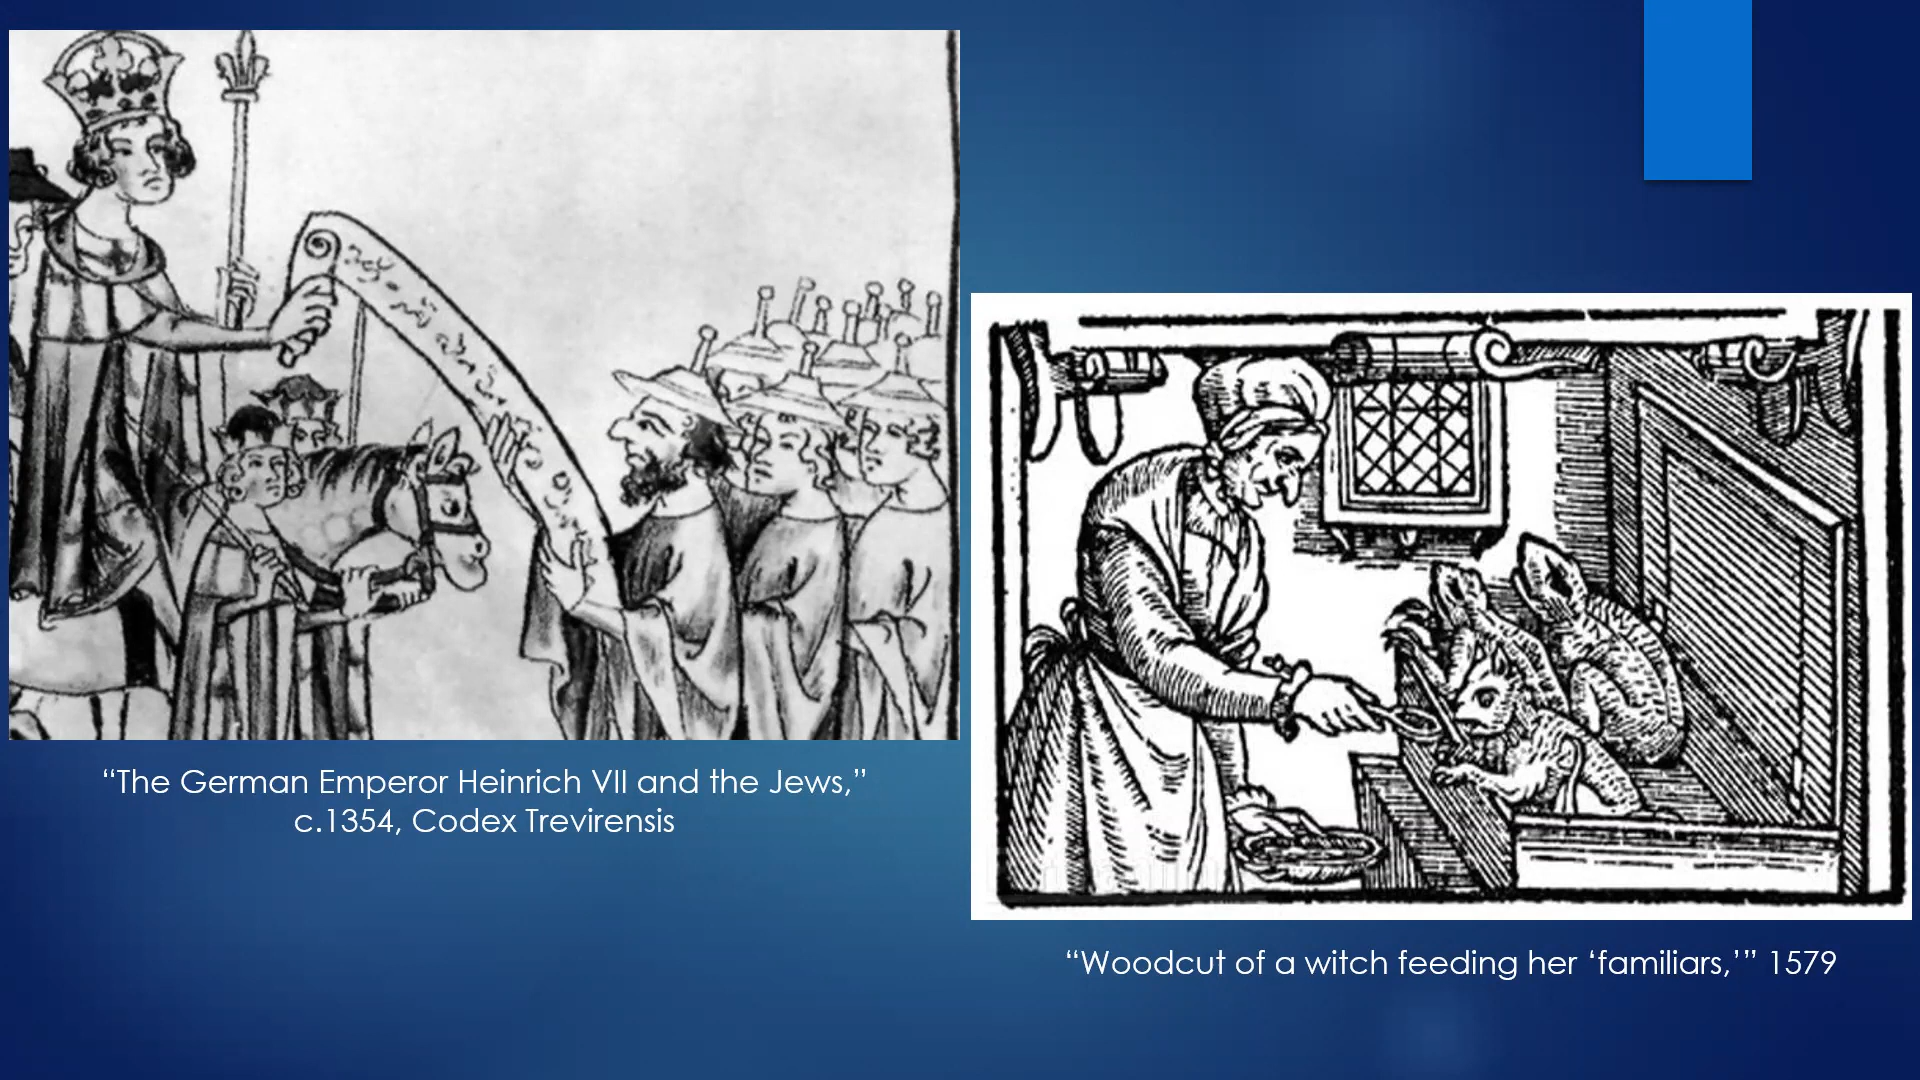 “The German Emperor Heinrich VII and the Jews,”
c.1354, Codex Trevirensis
“Woodcut of a witch feeding her ‘familiars,’” 1579